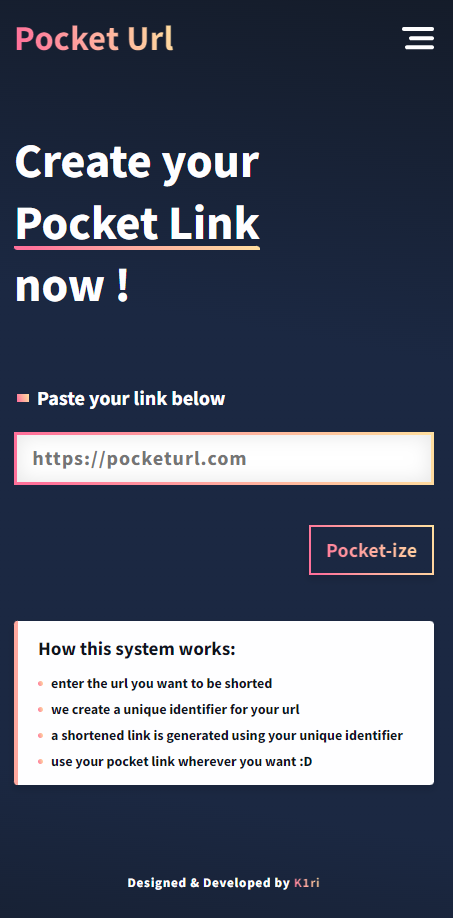 Pocket Url
Create your
Pocket Link
now !
Paste your link below
https://pocketurl.com
Pocket-ize
How this system works:
enter the url you want to be shorted
we create a unique identifier for your url
a shortened link is generated using your unique identifier
use your pocket link wherever you want :D
Designed & Developed by K1ri